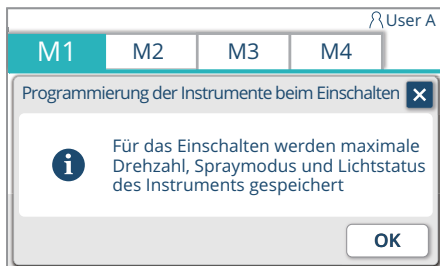 User A
M1 M2 M3 M4
Programmierung der Instrumente beim Einschalten
Für das Einschalten werden maximale
Drehzahl, Spraymodus und Lichtstatus
des Instruments gespeichert
OK